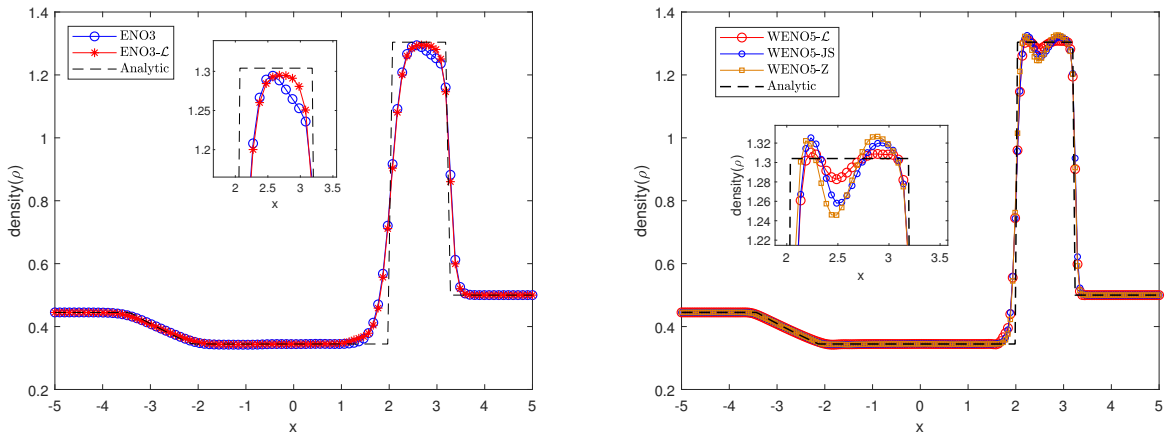 1.4
1.2
1
0.8
0.6
0.4
0.2
density(ρ)
-5 -4 -3 -2 -1 0 1 2 3 4 5
x
ENO3
ENO3-ℒ
Analytic
1.3
1.25
1.2
2 2.5 3 3.5
x
1.4
1.2
1
0.8
0.6
0.4
0.2
density(ρ)
-5 -4 -3 -2 -1 0 1 2 3 4 5
x
WENO5-ℒ
WENO5-JS
WENO5-Z
Analytic
1.32
1.3
1.28
1.26
1.24
1.22
density(ρ)
2 2.5 3 3.5
x